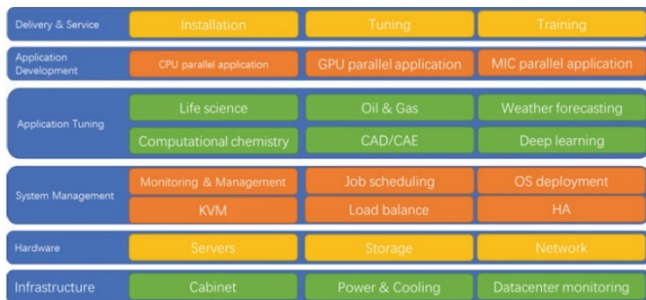 Delivery & Service
Installation
Tuning
Training
Application
Development
CPU parallel application
GPU parallel application
MIC parallel application
Application Tuning
Life science
Oil & Gas
Weather forecasting
Computational chemistry
CAD/CAE
Deep learning
System Management
Monitoring & Management
Job scheduling
OS deployment
KVM
Load balance
HA
Hardware
Servers
Storage
Network
Infrastructure
Cabinet
Power & Cooling
Datacenter monitoring